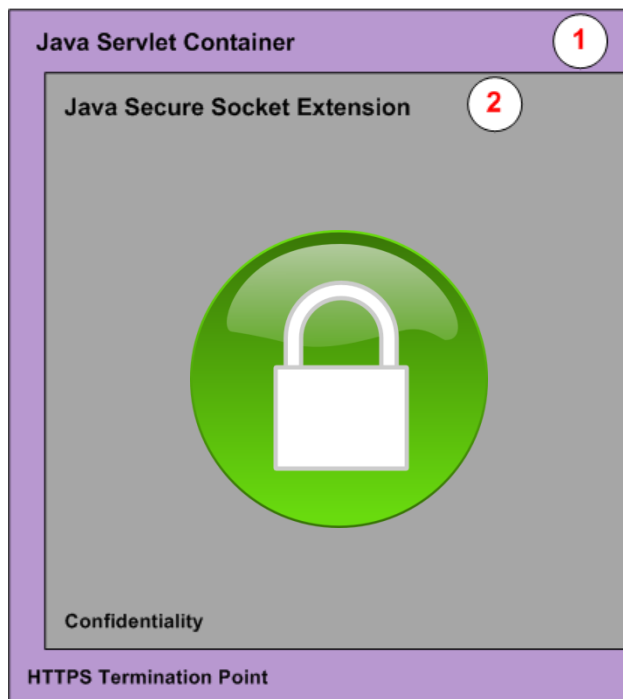 Java Servlet Container
1
Java Secure Socket Extension
2
Confidentiality
HTTPS Termination Point